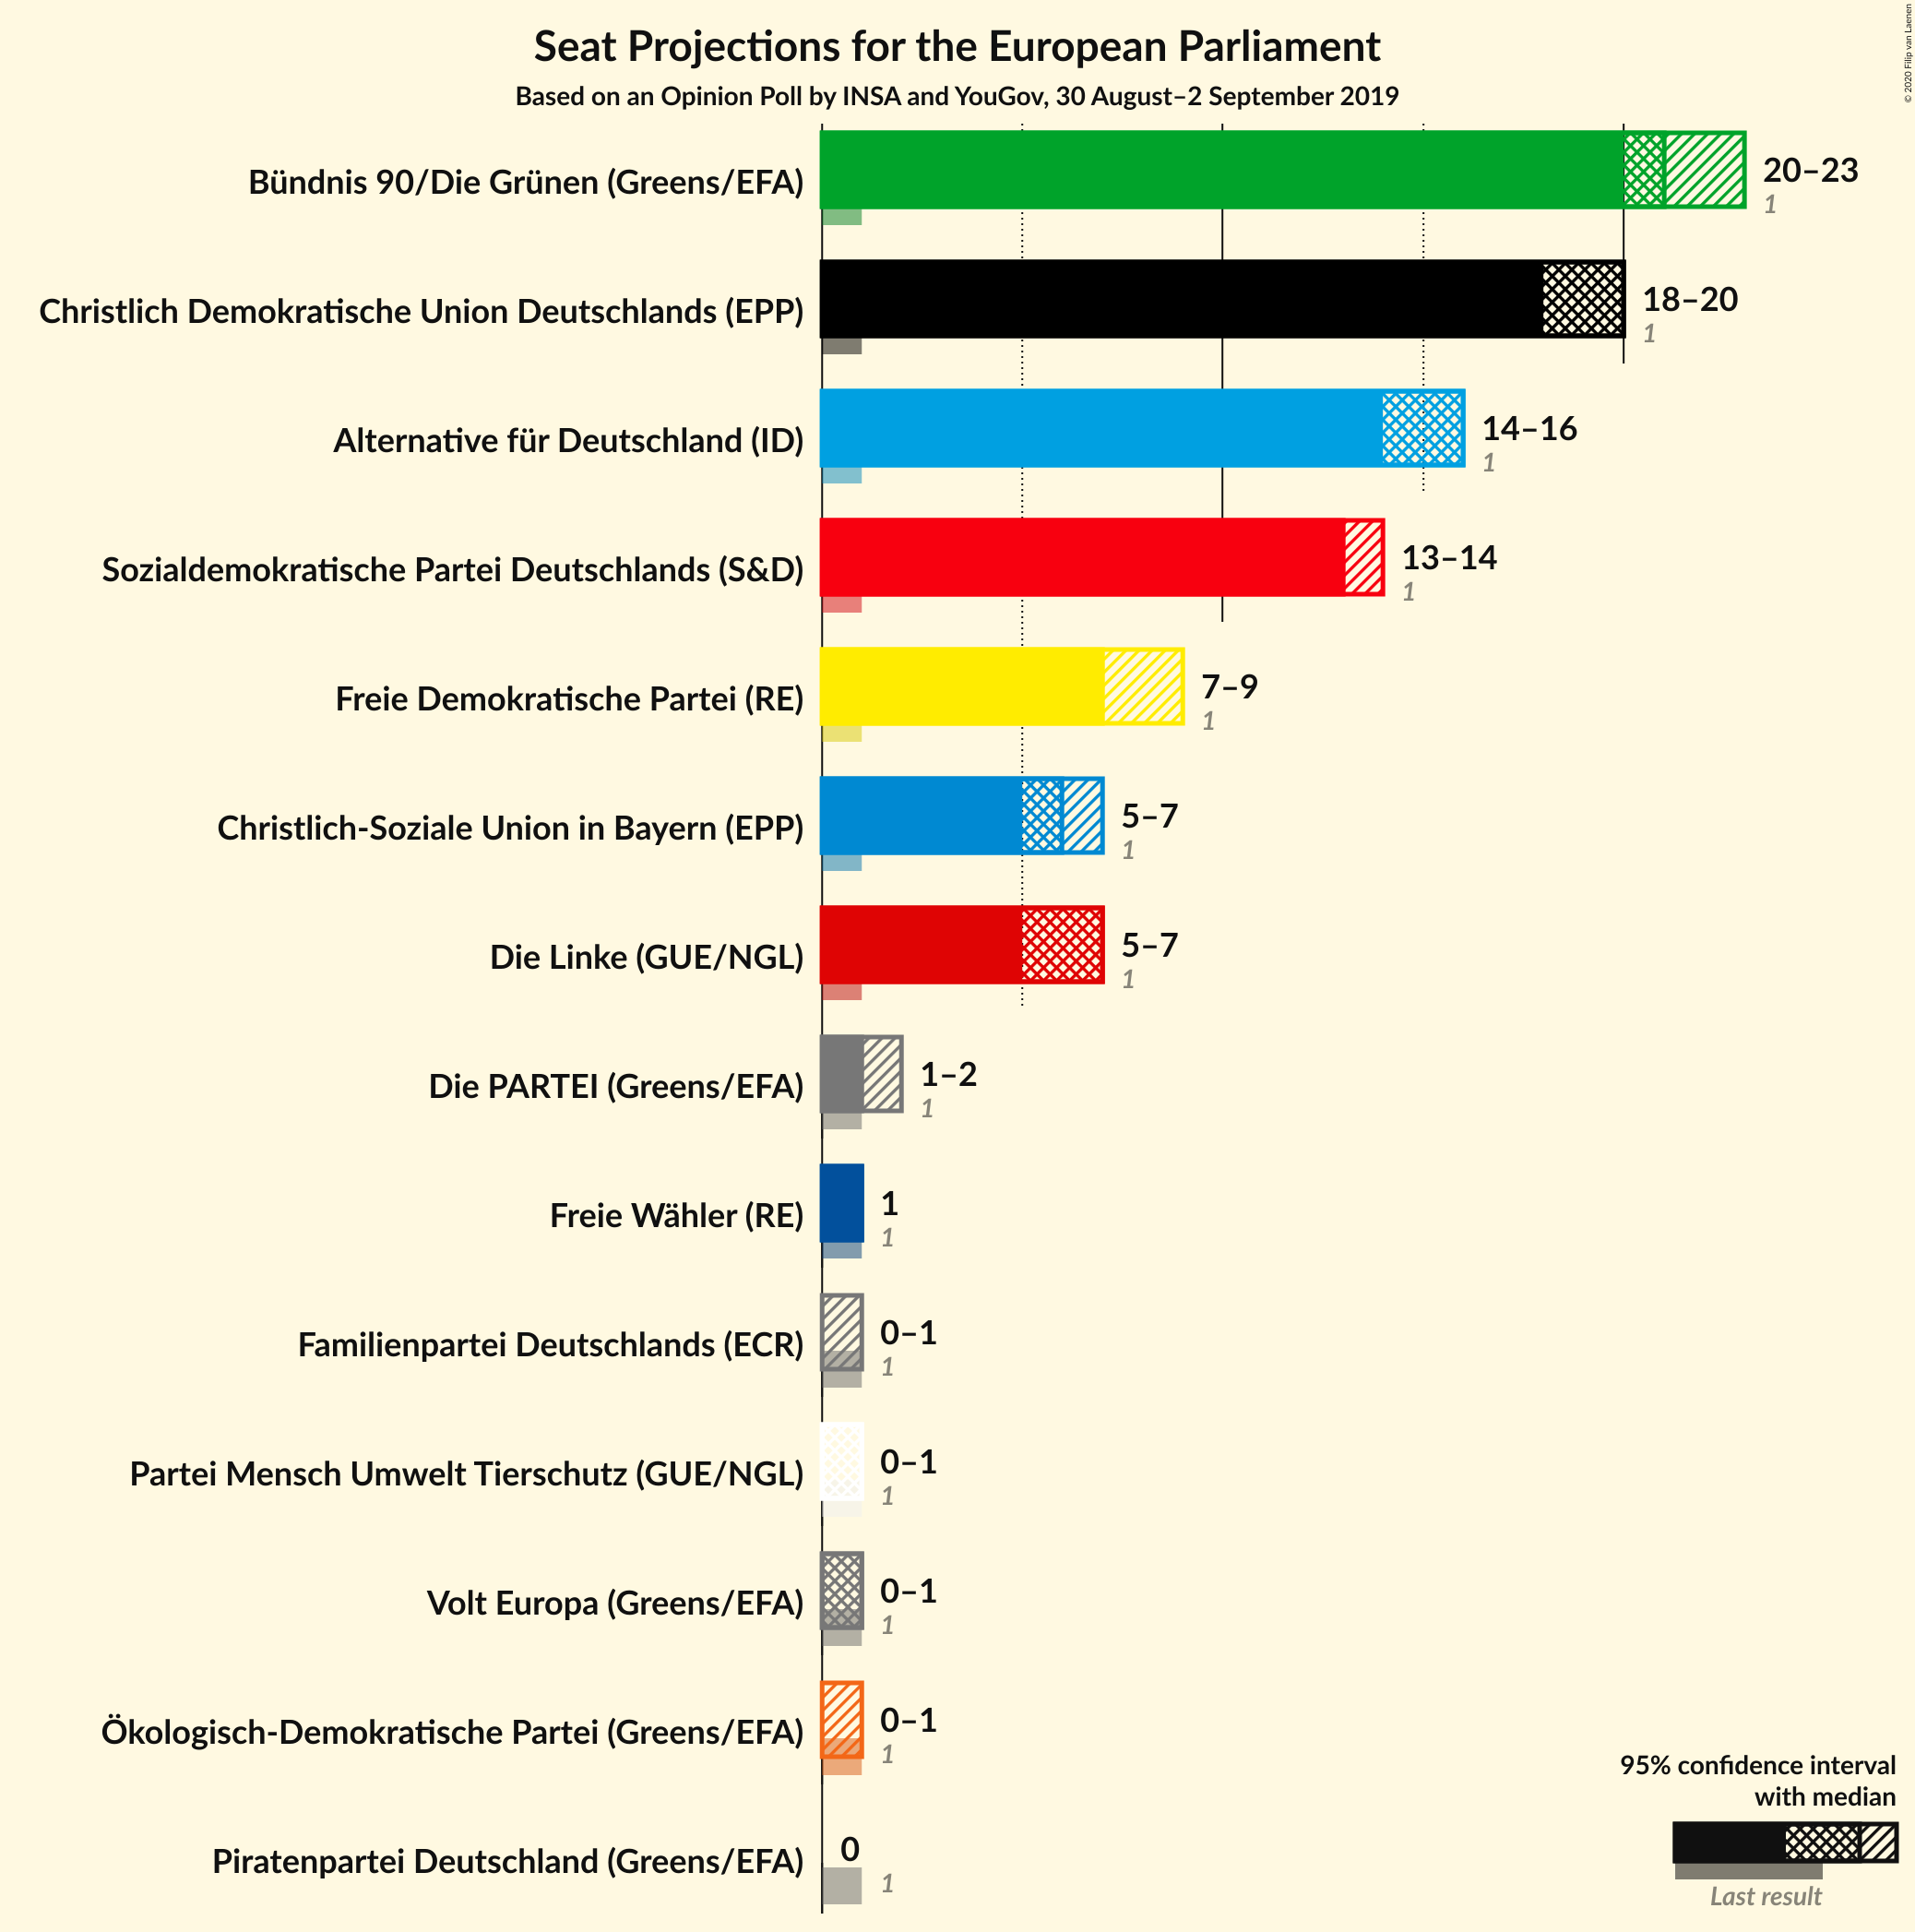 Seat Projections for the European Parliament
Based on an Opinion Poll by INSA and YouGov, 30 August–2 September 2019
© 2020 Filip van Laenen
Bündnis 90/Die Grünen (Greens/EFA)
20–23
1
Christlich Demokratische Union Deutschlands (EPP)
18–20
1
Alternative für Deutschland (ID)
14–16
1
Sozialdemokratische Partei Deutschlands (S&D)
13–14
1
Freie Demokratische Partei (RE)
7–9
1
Christlich-Soziale Union in Bayern (EPP)
5–7
1
Die Linke (GUE/NGL)
5–7
1
Die PARTEI (Greens/EFA)
1–2
1
Freie Wähler (RE)
1
1
Familienpartei Deutschlands (ECR)
0–1
1
Partei Mensch Umwelt Tierschutz (GUE/NGL)
0–1
1
Volt Europa (Greens/EFA)
0–1
1
Ökologisch-Demokratische Partei (Greens/EFA)
0–1
1
Piratenpartei Deutschland (Greens/EFA)
0
1
95% confidence interval
with median
Last result